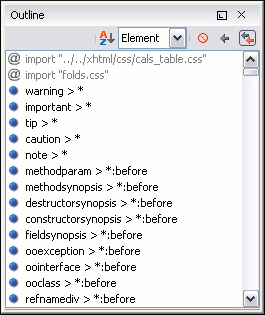 Outline
Element
@ import "../../xhtml/css/cals_table.css"
@ import "folds.css"
warning > *
important > *
tip > *
caution > *
note > *
methodparam > *:before
methodsynopsis > *:before
destructorsynopsis > *:before
constructorsynopsis > *:before
fieldsynopsis > *:before
ooexception > *:before
oointerface > *:before
ooclass > *:before
refnamediv > *:before